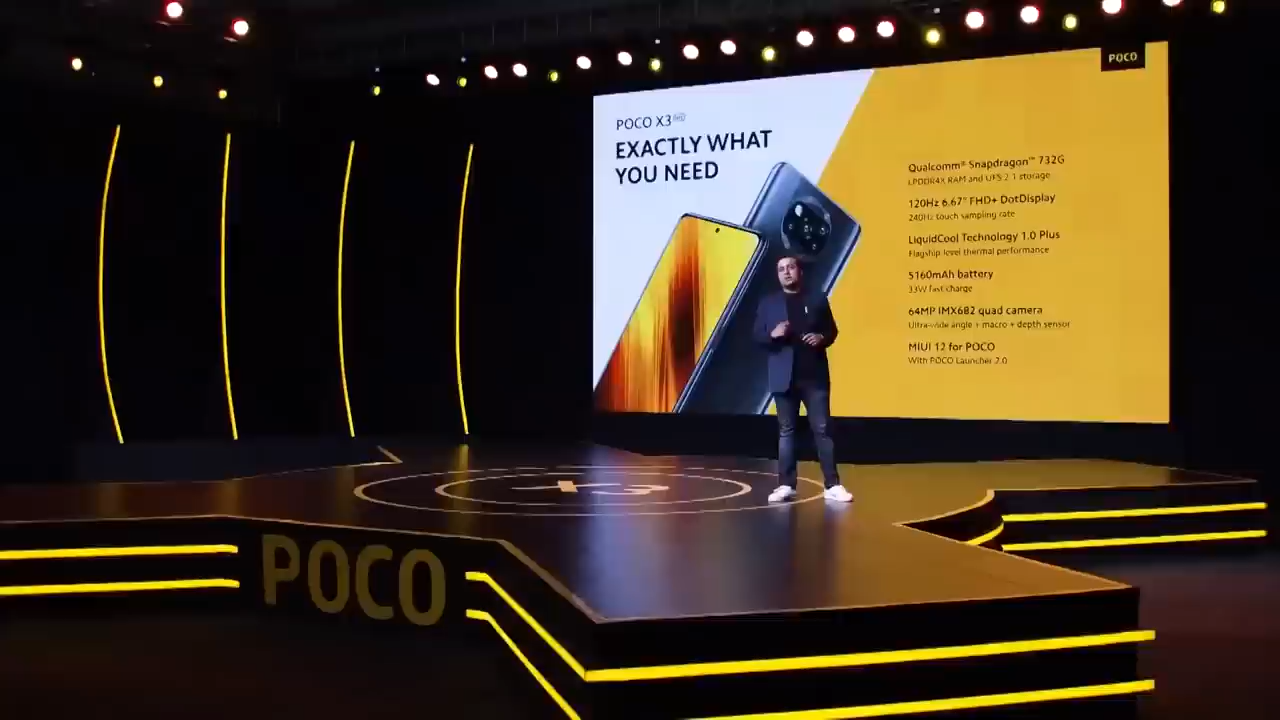 POCO
POCO X3 NFC
EXACTLY WHAT
YOU NEED
Qualcomm® Snapdragon™ 732G
LPDDR4X RAM and UFS 2.1 storage
120Hz 6.67" FHD+ DotDisplay
240Hz touch sampling rate
LiquidCool Technology 1.0 Plus
Flagship-level thermal performance
5160mAh battery
33W fast charge
64MP IMX682 quad camera
Ultra-wide angle + macro + depth sensor
MIUI 12 for POCO
With POCO Launcher 2.0
POCO